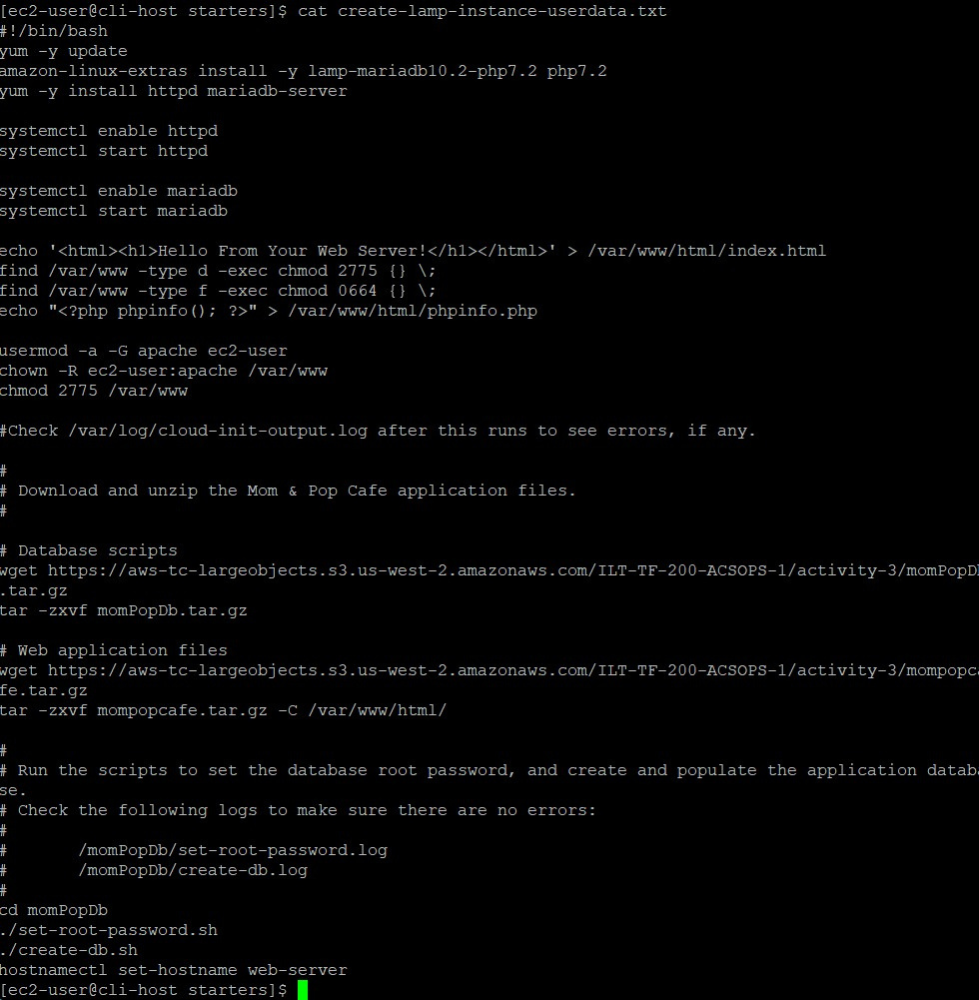 [ec2-user@cli-host starters]$ cat create-lamp-instance-userdata.txt
#!/bin/bash
yum -y update
amazon-linux-extras install -y lamp-mariadb10.2-php7.2 php7.2
yum -y install httpd mariadb-server
systemctl enable httpd
systemctl start httpd
systemctl enable mariadb
systemctl start mariadb
echo '<html><h1>Hello From Your Web Server!</h1></html>' > /var/www/html/index.html
find /var/www -type d -exec chmod 2775 {} \;
find /var/www -type f -exec chmod 0664 {} \;
echo "<?php phpinfo(); ?>" > /var/www/html/phpinfo.php
usermod -a -G apache ec2-user
chown -R ec2-user:apache /var/www
chmod 2775 /var/www
#Check /var/log/cloud-init-output.log after this runs to see errors, if any.
#
# Download and unzip the Mom & Pop Cafe application files.
#
# Database scripts
wget https://aws-tc-largeobjects.s3.us-west-2.amazonaws.com/ILT-TF-200-ACSOPS-1/activity-3/momPopDb
.tar.gz
tar -zxvf momPopDb.tar.gz
# Web application files
wget https://aws-tc-largeobjects.s3.us-west-2.amazonaws.com/ILT-TF-200-ACSOPS-1/activity-3/mompopca
fe.tar.gz
tar -zxvf mompopcafe.tar.gz -C /var/www/html/
#
# Run the scripts to set the database root password, and create and populate the application databa
se.
# Check the following logs to make sure there are no errors:
#
#       /momPopDb/set-root-password.log
#       /momPopDb/create-db.log
#
cd momPopDb
./set-root-password.sh
./create-db.sh
hostnamectl set-hostname web-server
[ec2-user@cli-host starters]$